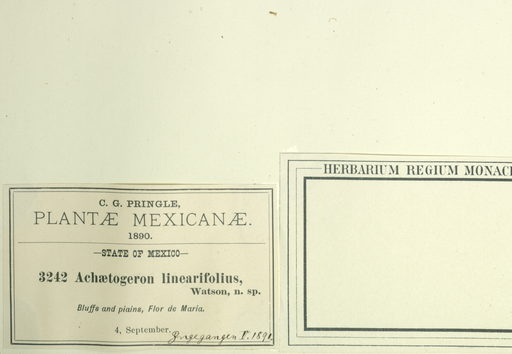 C. G. PRINGLE,
PLANTÆ MEXICANÆ.
1890.
—STATE OF MEXICO—
3242 Achætogeron linearifolius,
Watson, n. sp.
Bluffs and plains, Flor de Maria.
4, September.
Eingegangen V. 1891.
HERBARIUM REGIUM MONAC